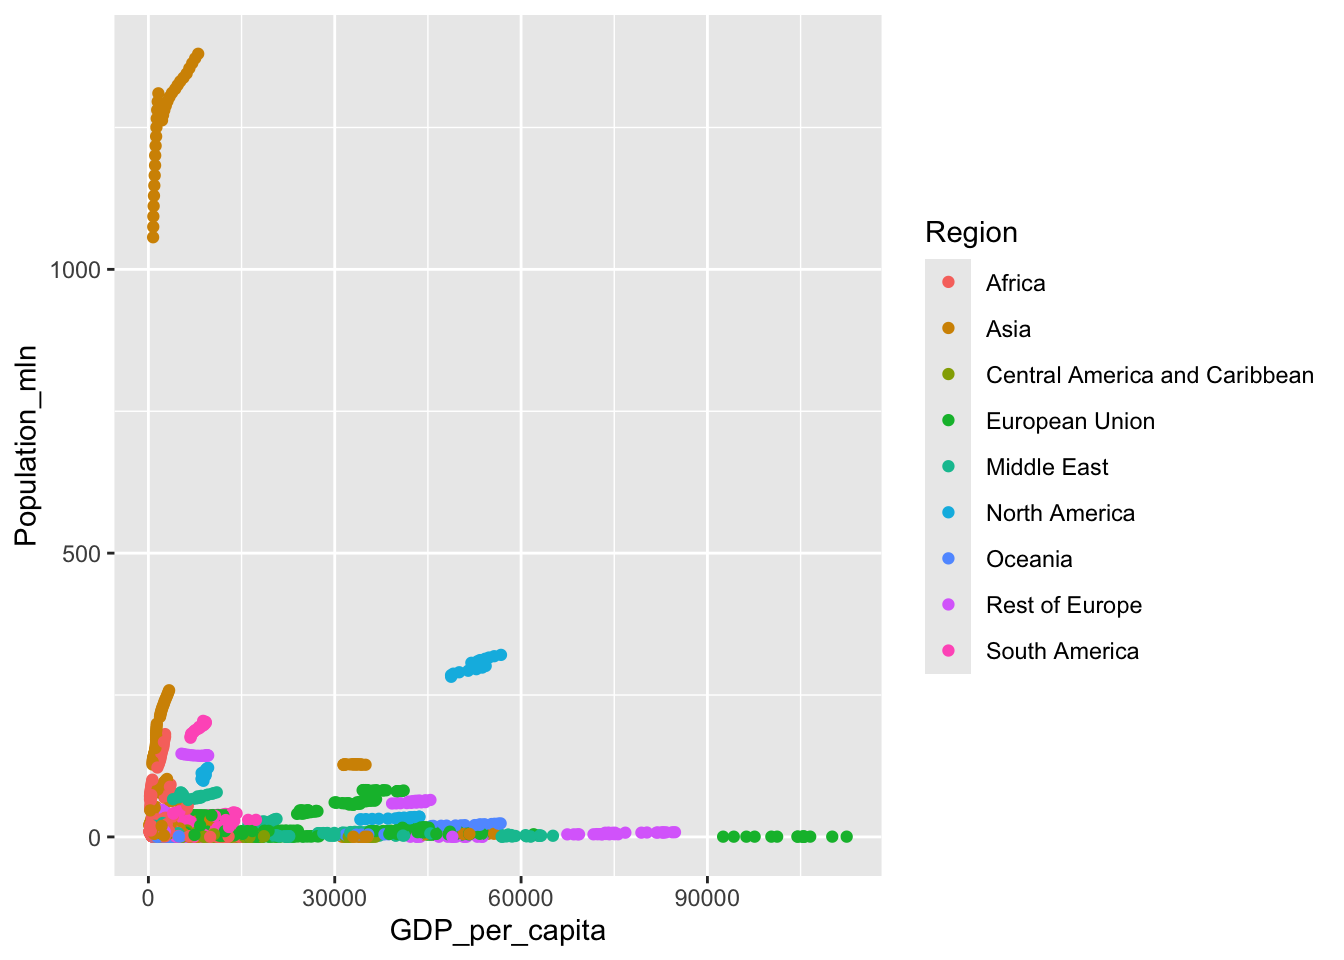 1000
500
0
Population_mln
0
30000
60000
90000
GDP_per_capita
Region
Africa
Asia
Central America and Caribbean
European Union
Middle East
North America
Oceania
Rest of Europe
South America